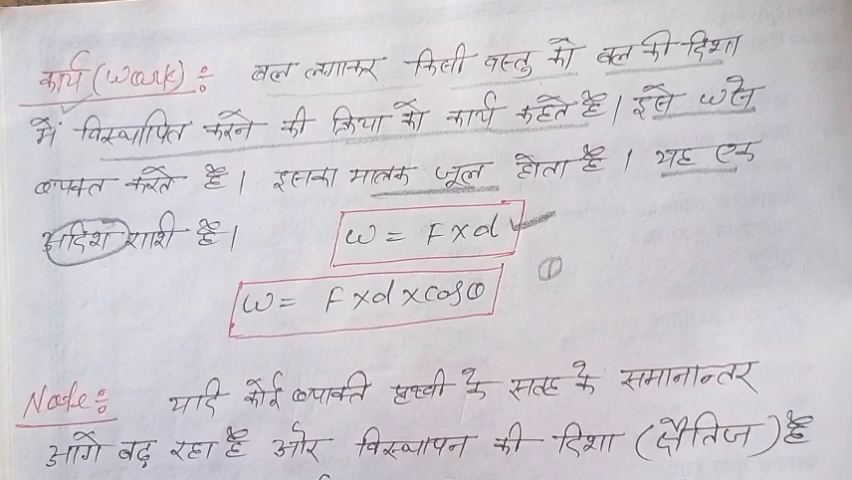 कार्य (Work) : बल लगाकर किसी वस्तु को बल की दिशा
में विस्थापित करने की क्रिया को कार्य कहते है। इसे W से
व्यक्त करते है। इसका मात्रक जूल होता है। यह एक
अदिश राशी है। W = F x d
W = F x d x cos θ ①
Note : यदि कोई व्यक्ति पृथ्वी के सतह के समानान्तर
आगे बढ़ रहा है और विस्थापन की दिशा (क्षैतिज) है